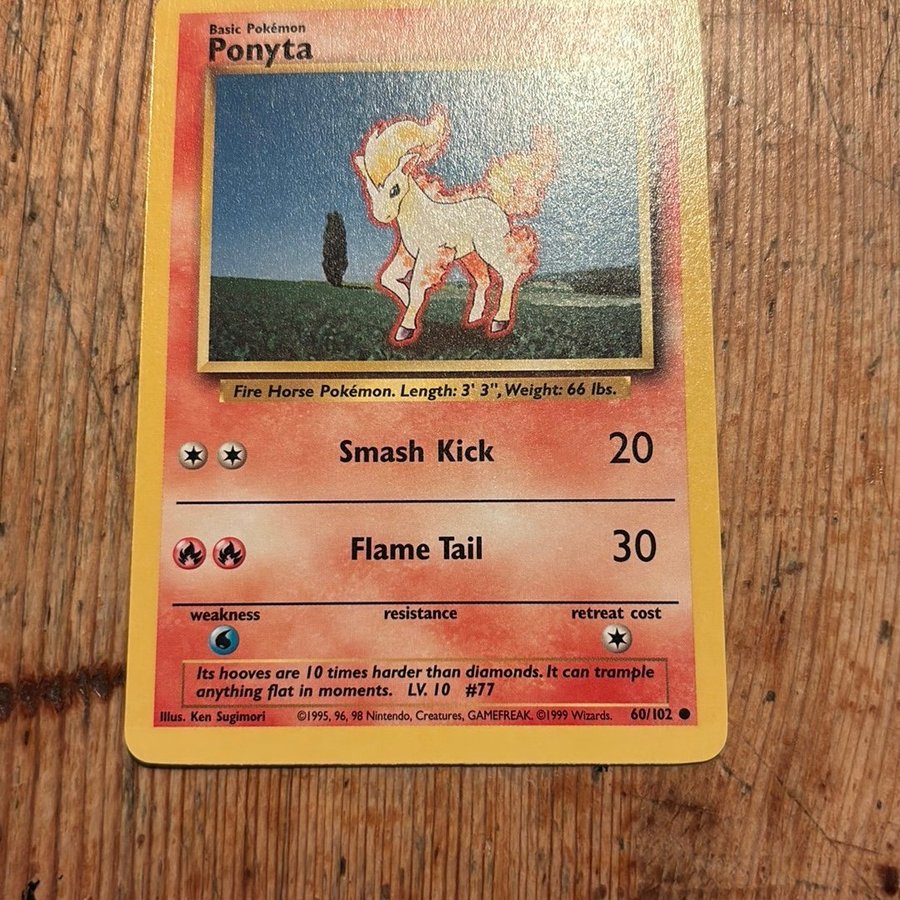 Basic Pokémon
Ponyta
Fire Horse Pokémon. Length: 3' 3", Weight: 66 lbs.
Smash Kick 20
Flame Tail 30
weakness resistance retreat cost
Its hooves are 10 times harder than diamonds. It can trample
anything flat in moments. LV. 10 #77
Illus. Ken Sugimori ©1995, 96, 98 Nintendo, Creatures, GAMEFREAK. ©1999 Wizards. 60/102